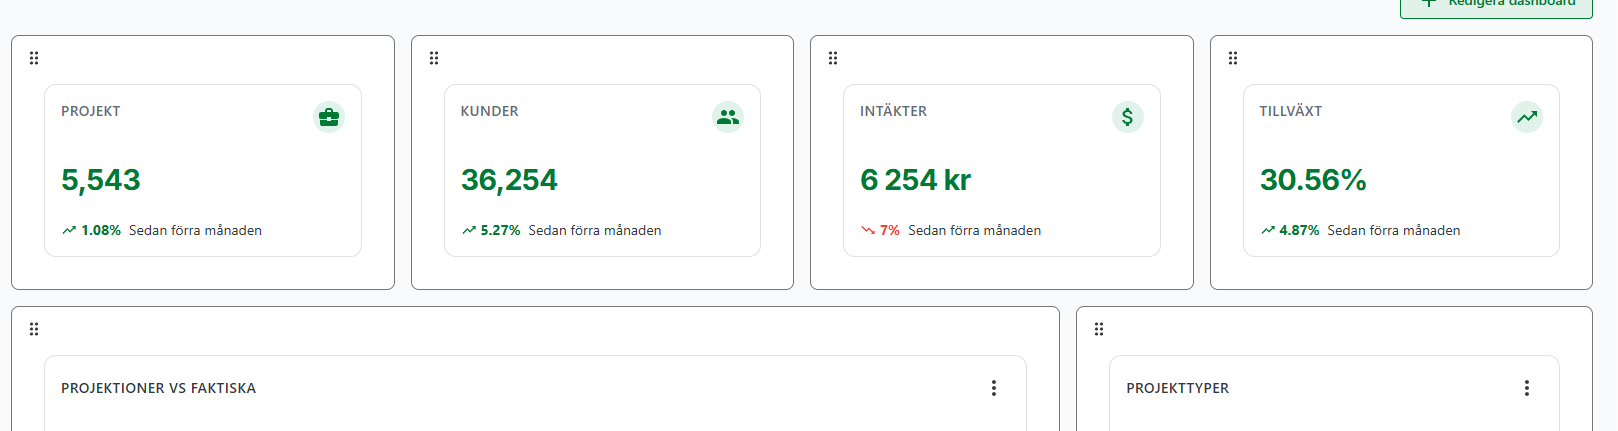 Redigera dashboard
PROJEKT
5,543
1.08% Sedan förra månaden
KUNDER
36,254
5.27% Sedan förra månaden
INTÄKTER
$
6 254 kr
7% Sedan förra månaden
TILLVÄXT
30.56%
4.87% Sedan förra månaden
PROJEKTIONER VS FAKTISKA
PROJEKTTYPER